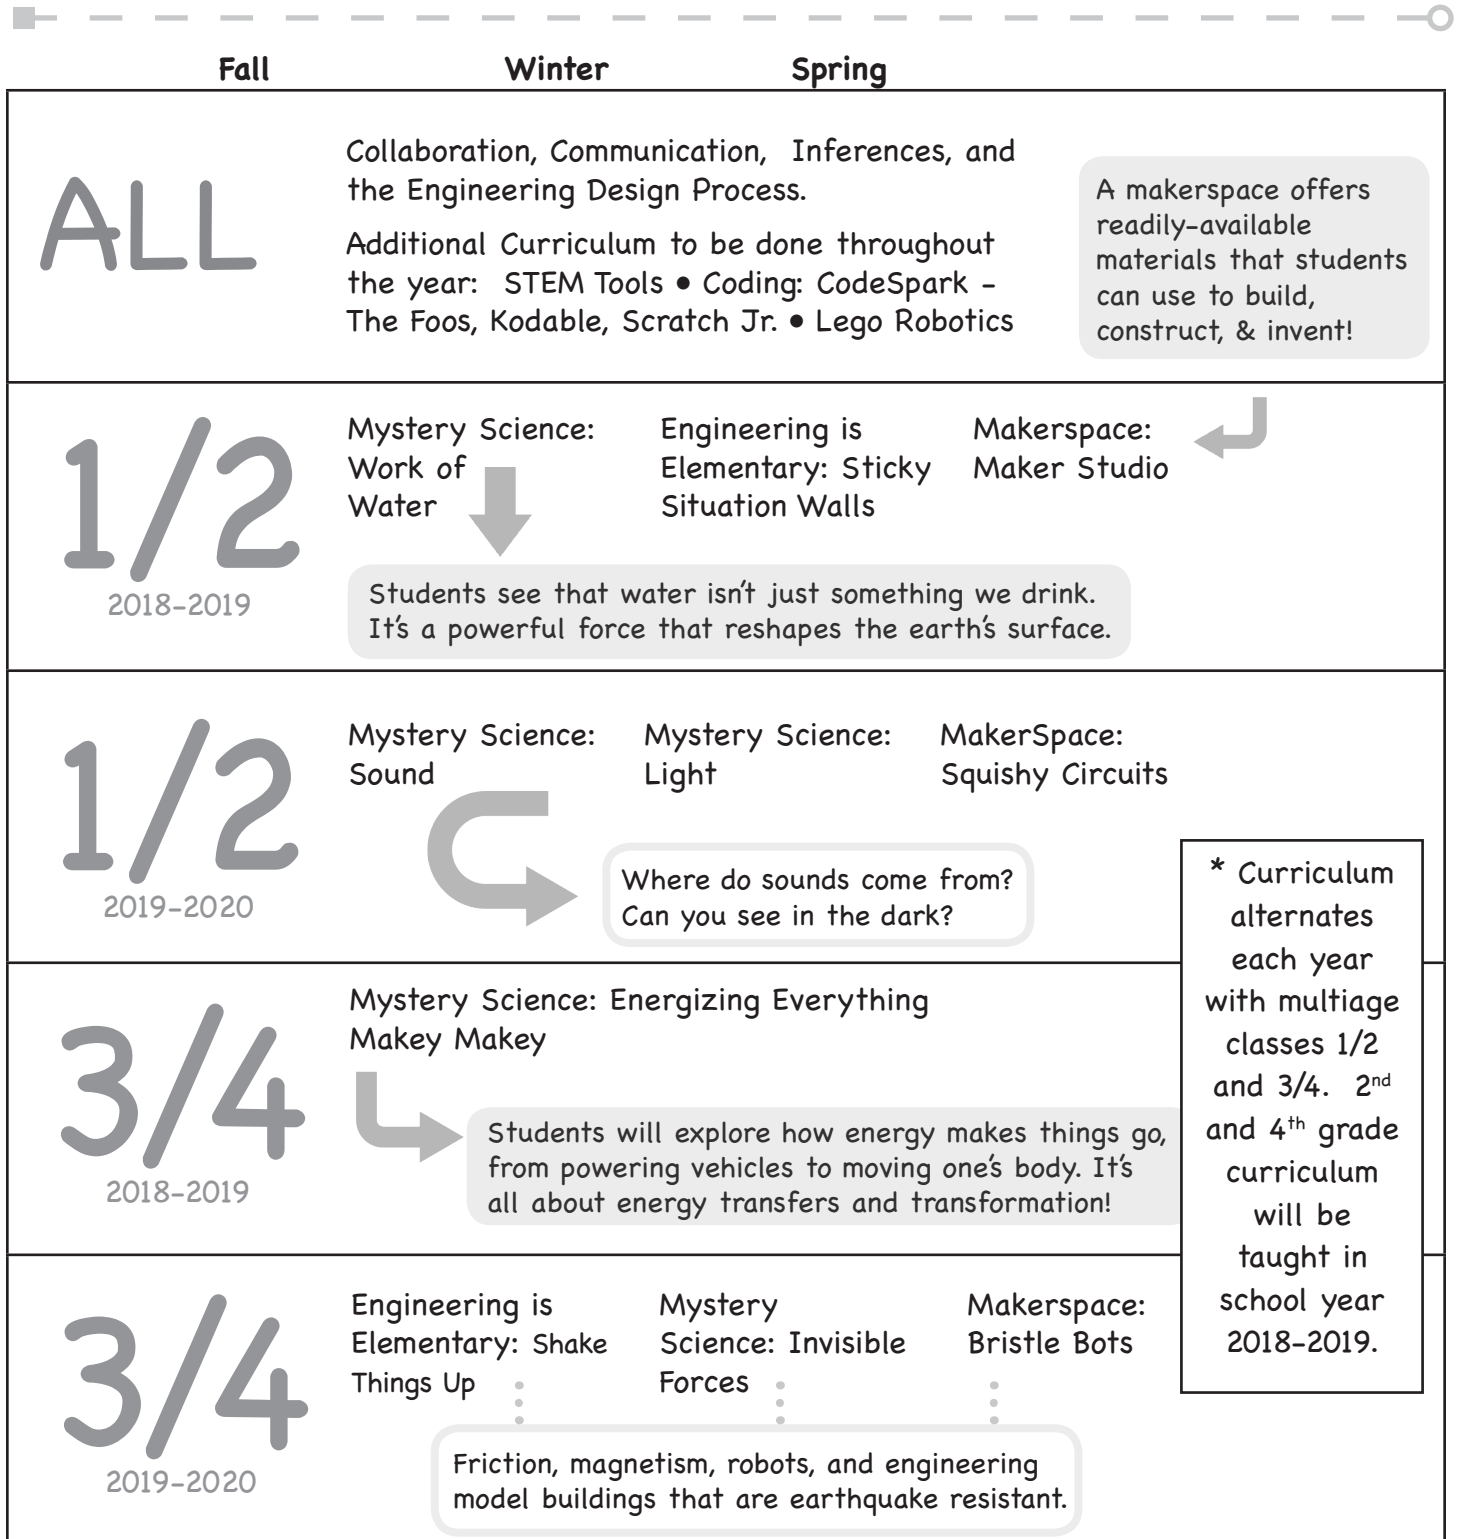 Fall Winter Spring
ALL
Collaboration, Communication, Inferences, and
the Engineering Design Process.
Additional Curriculum to be done throughout
the year: STEM Tools • Coding: CodeSpark –
The Foos, Kodable, Scratch Jr. • Lego Robotics
A makerspace offers
readily-available
materials that students
can use to build,
construct, & invent!
1/2
2018-2019
Mystery Science:
Work of
Water
Engineering is
Elementary: Sticky
Situation Walls
Makerspace:
Maker Studio
Students see that water isn't just something we drink.
It's a powerful force that reshapes the earth's surface.
1/2
2019-2020
Mystery Science:
Sound
Mystery Science:
Light
MakerSpace:
Squishy Circuits
Where do sounds come from?
Can you see in the dark?
3/4
2018-2019
Mystery Science: Energizing Everything
Makey Makey
Students will explore how energy makes things go,
from powering vehicles to moving one's body. It's
all about energy transfers and transformation!
* Curriculum
alternates
each year
with multiage
classes 1/2
and 3/4. 2nd
and 4th grade
curriculum
will be
taught in
school year
2018-2019.
3/4
2019-2020
Engineering is
Elementary: Shake
Things Up
Mystery
Science: Invisible
Forces
Makerspace:
Bristle Bots
Friction, magnetism, robots, and engineering
model buildings that are earthquake resistant.